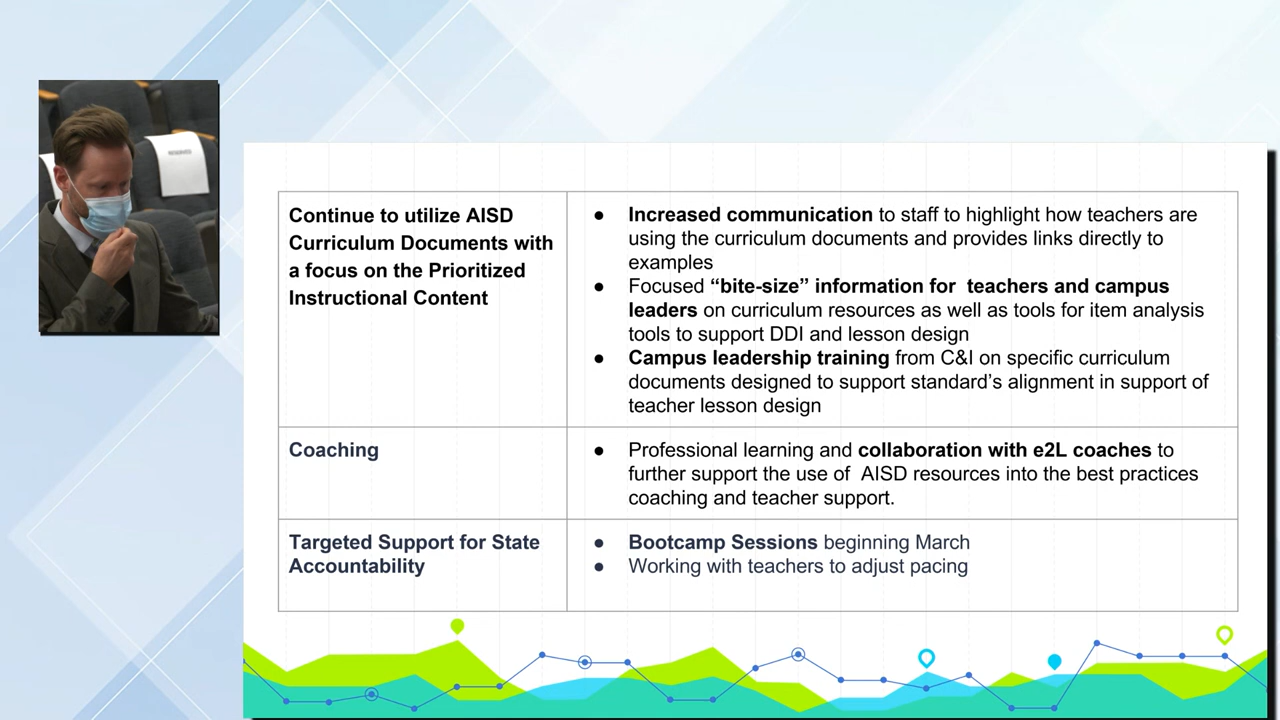 RESERVED
Continue to utilize AISD
Curriculum Documents with
a focus on the Prioritized
Instructional Content
● Increased communication to staff to highlight how teachers are
using the curriculum documents and provides links directly to
examples
● Focused “bite-size” information for  teachers and campus
leaders on curriculum resources as well as tools for item analysis
tools to support DDI and lesson design
● Campus leadership training from C&I on specific curriculum
documents designed to support standard’s alignment in support of
teacher lesson design
Coaching
● Professional learning and collaboration with e2L coaches to
further support the use of  AISD resources into the best practices
coaching and teacher support.
Targeted Support for State
Accountability
● Bootcamp Sessions beginning March
● Working with teachers to adjust pacing